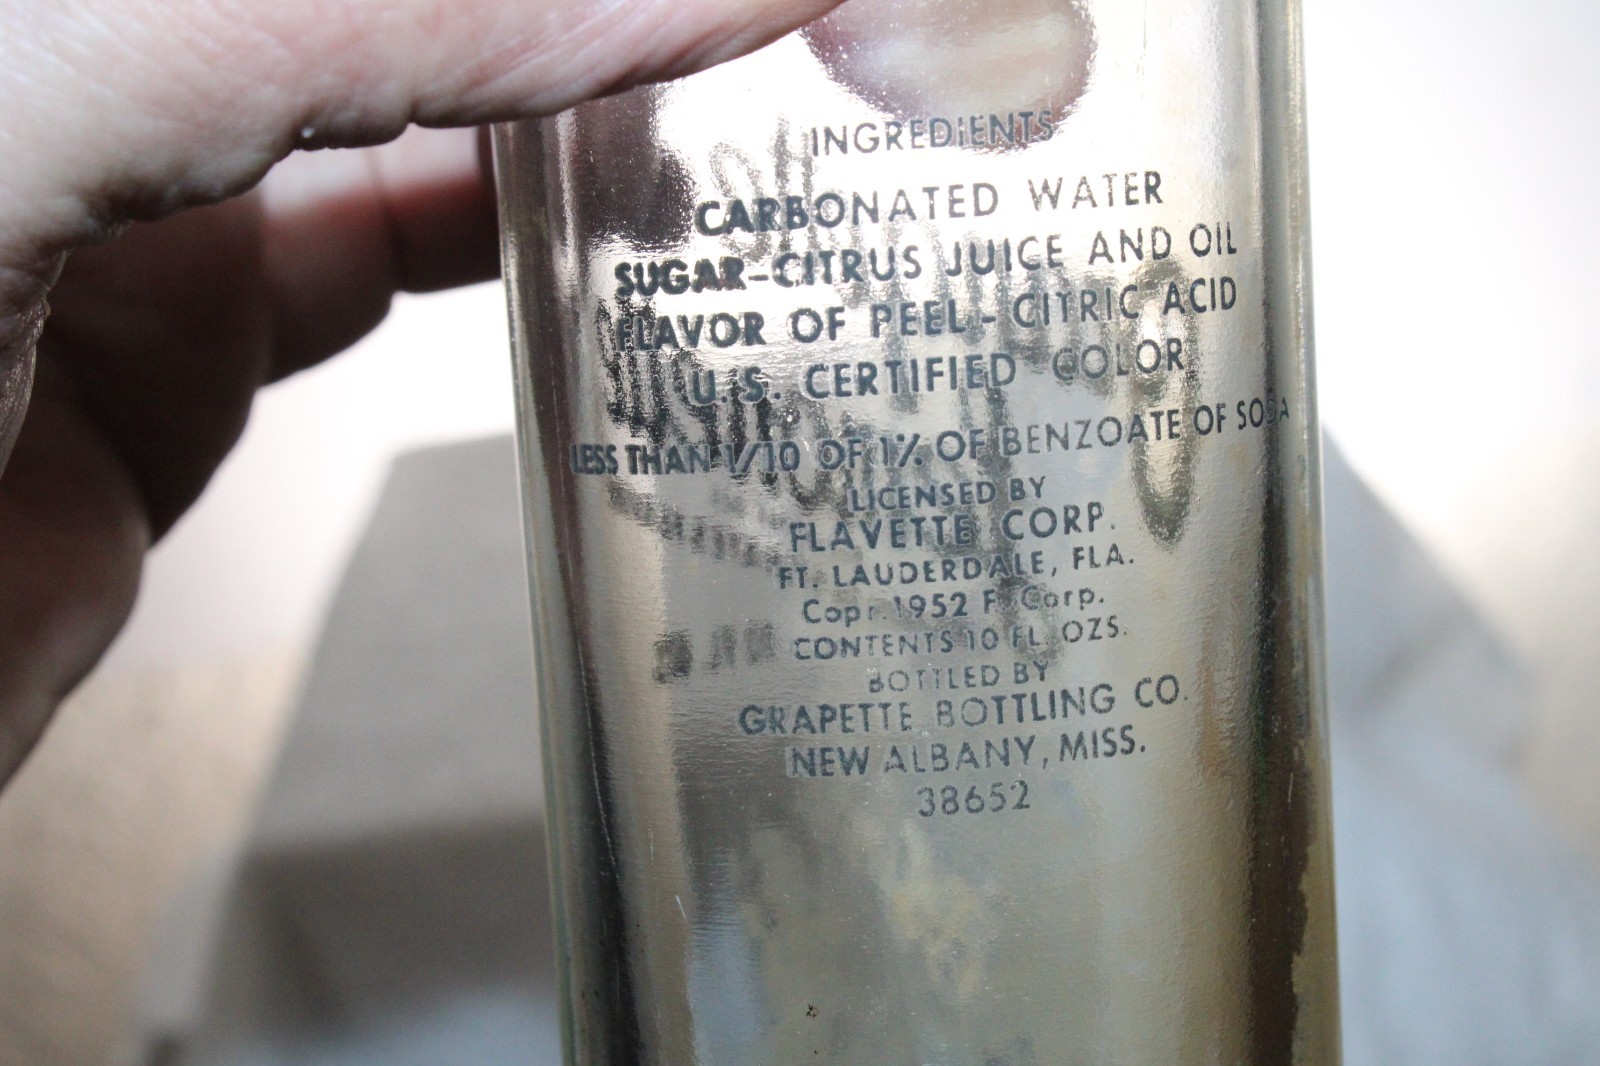 INGREDIENTS
CARBONATED WATER
SUGAR-CITRUS JUICE AND OIL
FLAVOR OF PEEL - CITRIC ACID
U.S. CERTIFIED COLOR
LESS THAN 1/10 OF 1% OF BENZOATE OF SODA
LICENSED BY
FLAVETTE CORP.
FT. LAUDERDALE, FLA.
Copr. 1952 F. Corp.
CONTENTS 10 FL. OZS.
BOTTLED BY
GRAPETTE BOTTLING CO.
NEW ALBANY, MISS.
38652